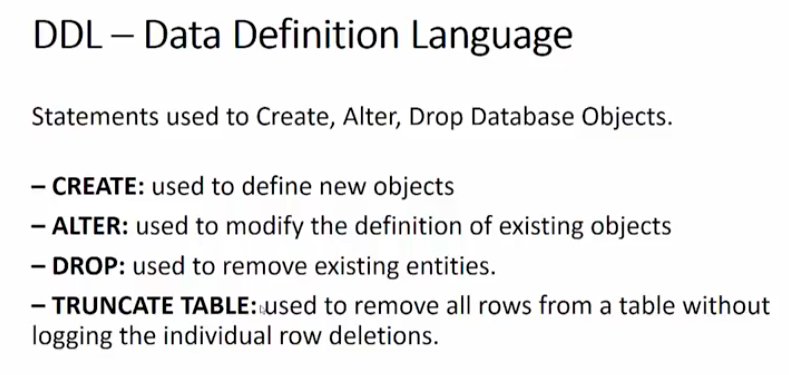 DDL – Data Definition Language
Statements used to Create, Alter, Drop Database Objects.
– CREATE: used to define new objects
– ALTER: used to modify the definition of existing objects
– DROP: used to remove existing entities.
– TRUNCATE TABLE: used to remove all rows from a table without
logging the individual row deletions.